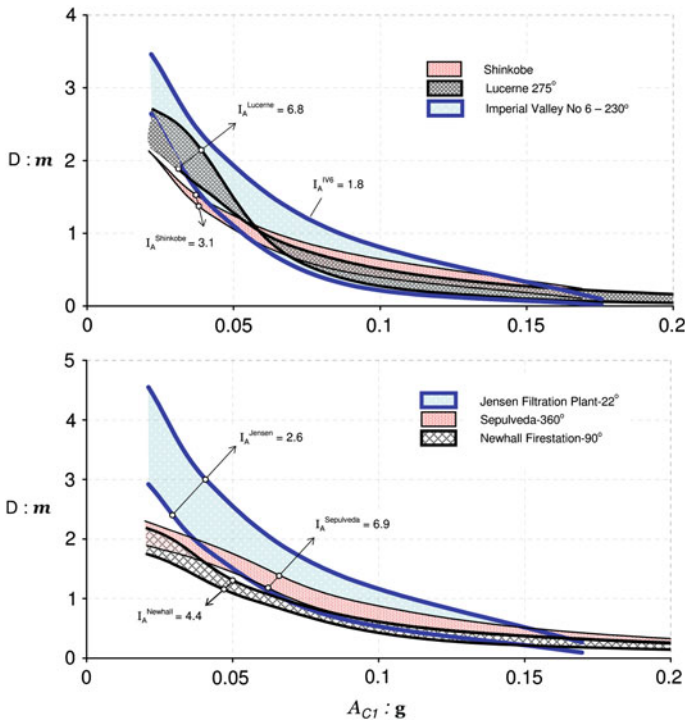 4
3
2
1
0
D : m
Shinkobe
Lucerne 275°
Imperial Valley No 6 – 230°
I_A^Lucerne = 6.8
I_A^IV6 = 1.8
I_A^Shinkobe = 3.1
0 0.05 0.1 0.15 0.2
5
4
3
2
1
0
D : m
Jensen Filtration Plant-22°
Sepulveda-360°
Newhall Firestation-90°
I_A^Jensen = 2.6
I_A^Sepulveda = 6.9
I_A^Newhall = 4.4
0 0.05 0.1 0.15 0.2
A_C1 : g